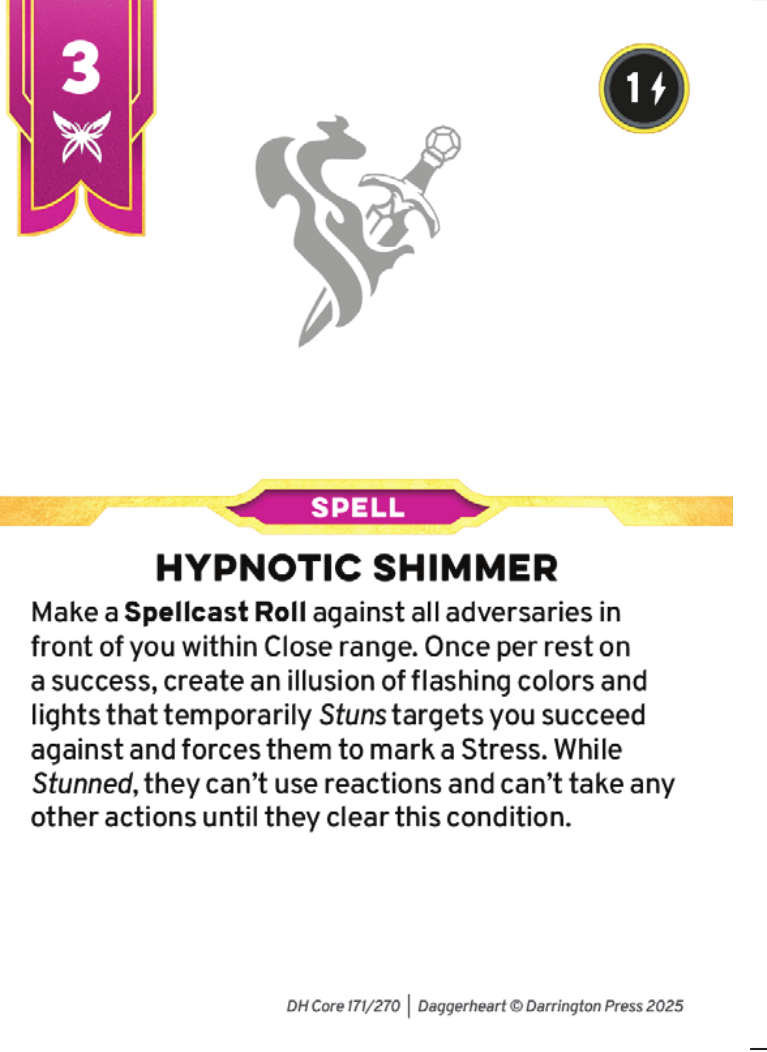 3
1
SPELL
HYPNOTIC SHIMMER
Make a Spellcast Roll against all adversaries in
front of you within Close range. Once per rest on
a success, create an illusion of flashing colors and
lights that temporarily Stuns targets you succeed
against and forces them to mark a Stress. While
Stunned, they can’t use reactions and can’t take any
other actions until they clear this condition.
DH Core 171/270 | Daggerheart © Darrington Press 2025